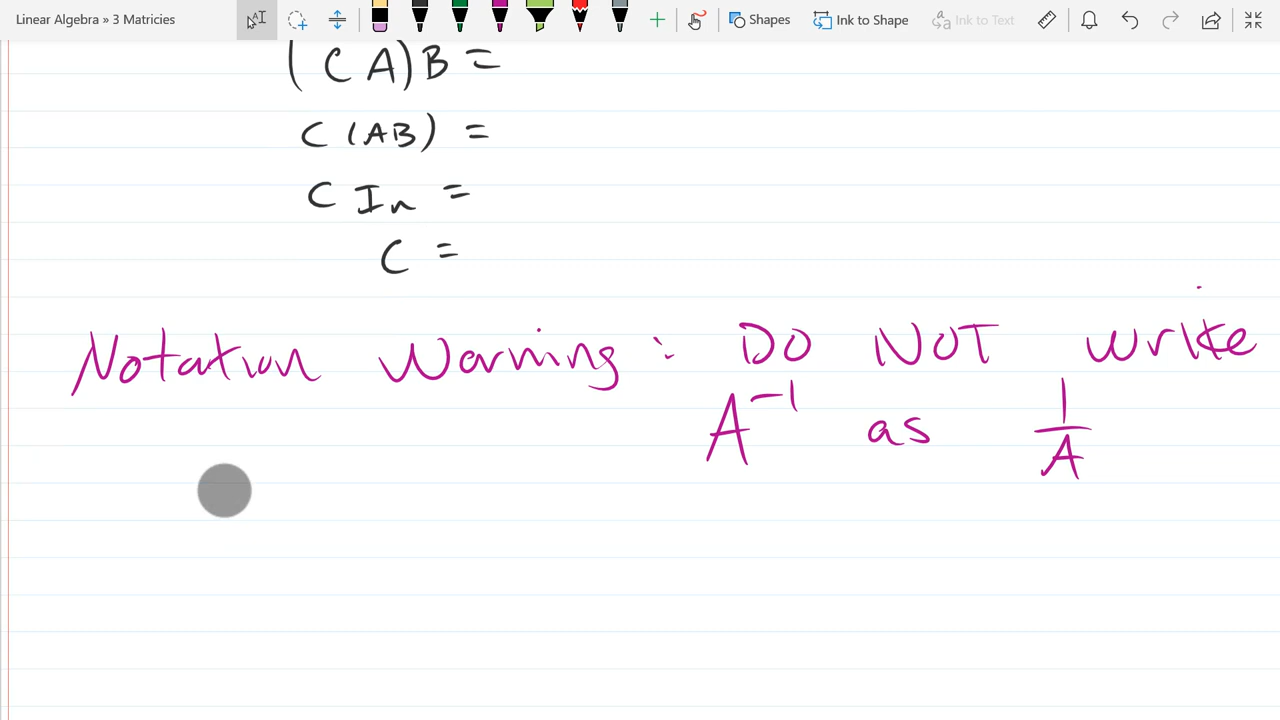 Linear Algebra » 3 Matricies
Shapes
Ink to Shape
Ink to Text
(CA)B =
C(AB) =
C Iₙ =
C =
Notation Warning: DO NOT write
A⁻¹ as 1/A